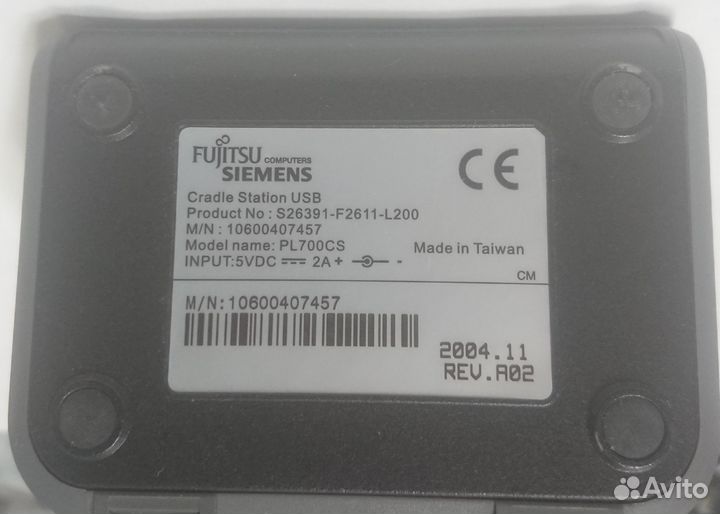 FUJITSU COMPUTERS
SIEMENS
CE
Cradle Station USB
Product No : S26391-F2611-L200
M/N : 10600407457
Model name: PL700CS
Made in Taiwan
INPUT:5VDC ⎓ 2A + -
CM
M/N:10600407457
2004.11
REV.A02
Avito